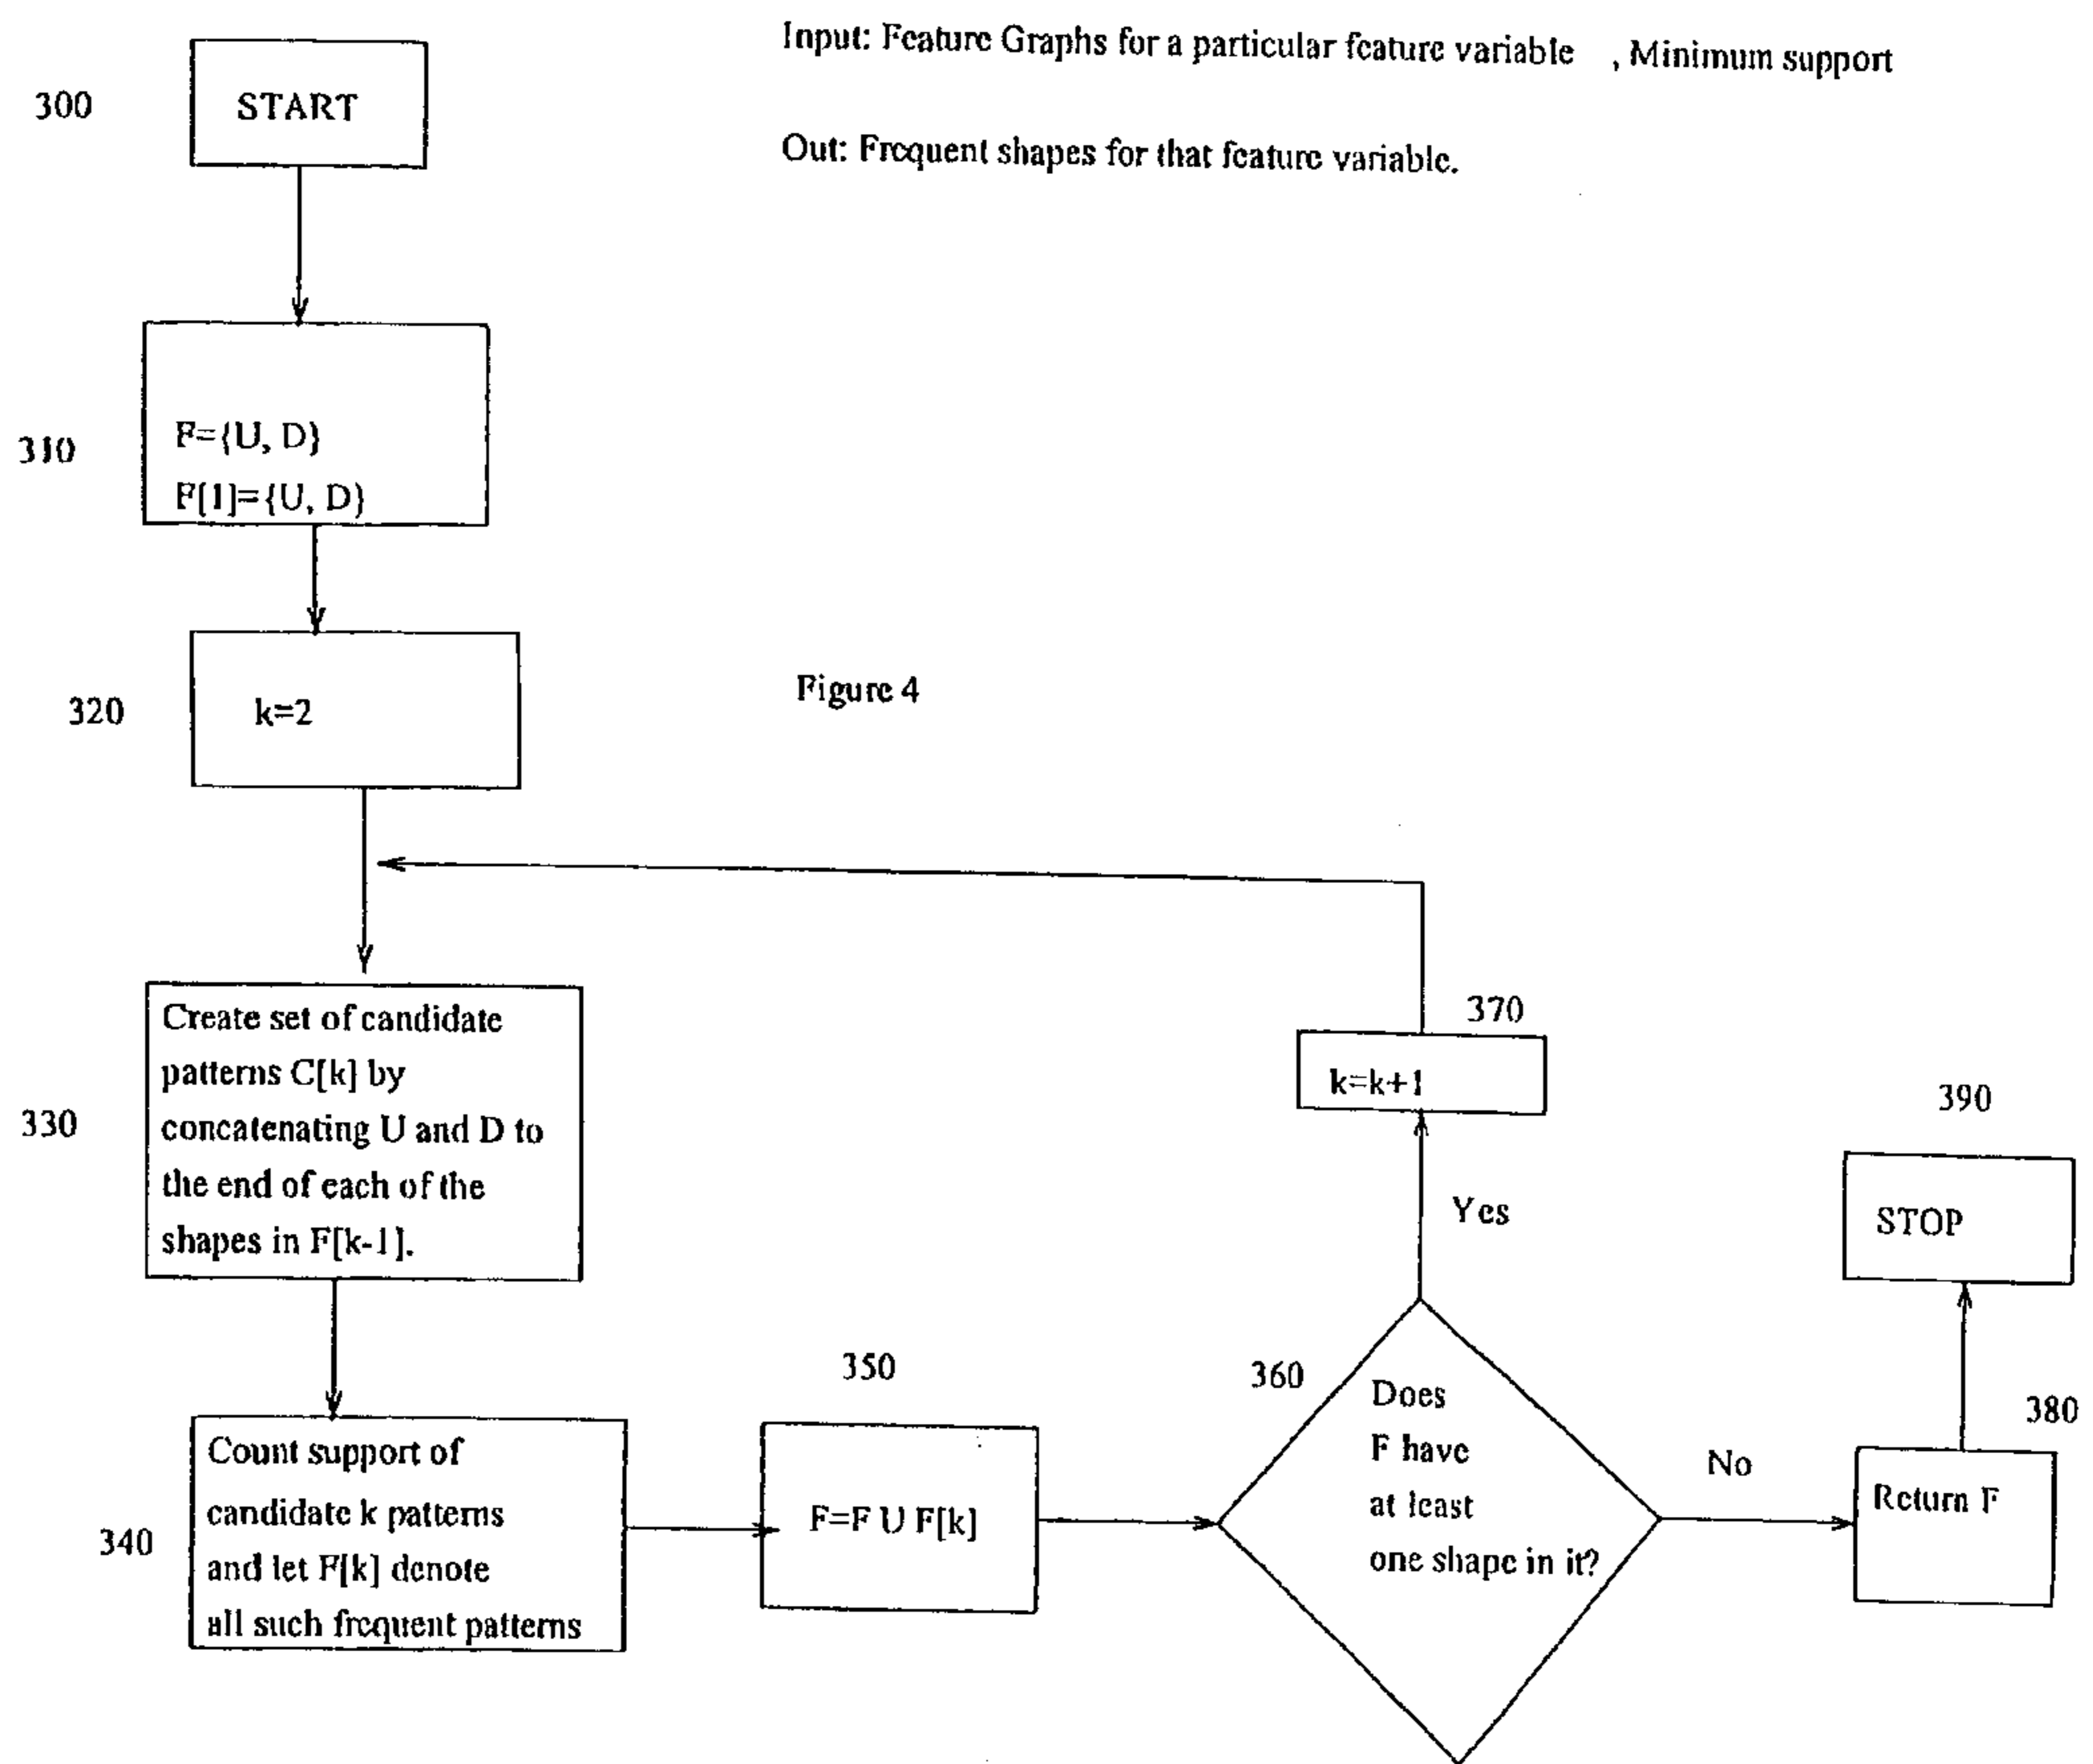 Input: Feature Graphs for a particular feature variable , Minimum support
Out: Frequent shapes for that feature variable.
300
START
310
F={U, D}
F[1]={U, D}
320
k=2
Figure 4
330
Create set of candidate
patterns C[k] by
concatenating U and D to
the end of each of the
shapes in F[k-1].
340
Count support of
candidate k patterns
and let F[k] denote
all such frequent patterns
350
F=F U F[k]
360
Does
F have
at least
one shape in it?
Yes
370
k=k+1
No
380
Return F
390
STOP